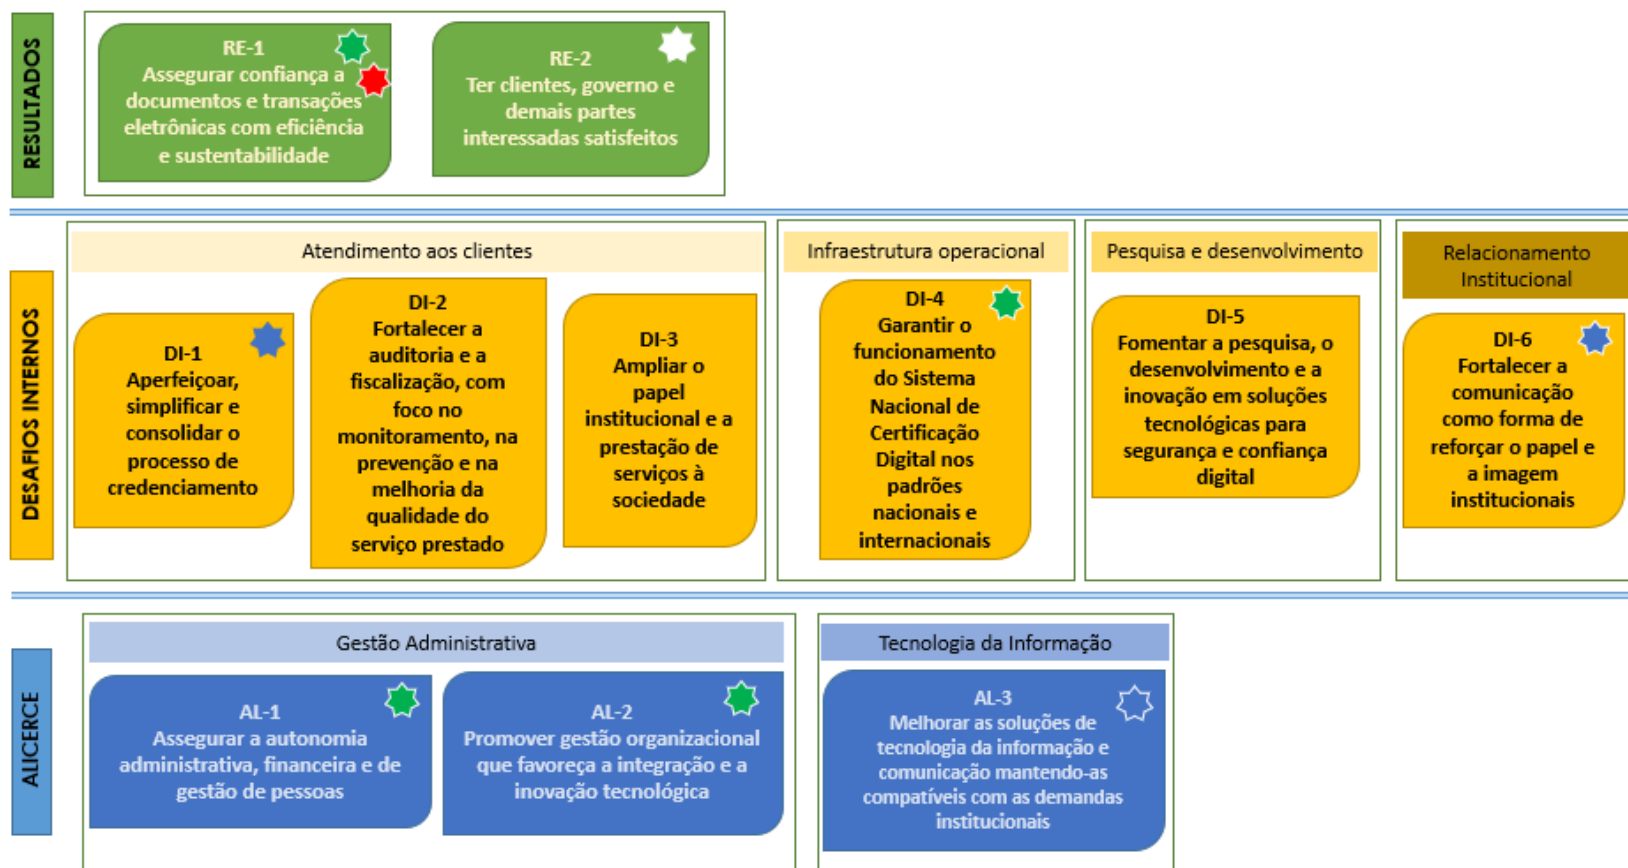 RESULTADOS
RE-1
Assegurar confiança a
documentos e transações
eletrônicas com eficiência
e sustentabilidade
RE-2
Ter clientes, governo e
demais partes
interessadas satisfeitos
DESAFIOS INTERNOS
Atendimento aos clientes
DI-1
Aperfeiçoar,
simplificar e
consolidar o
processo de
credenciamento
DI-2
Fortalecer a
auditoria e a
fiscalização, com
foco no
monitoramento, na
prevenção e na
melhoria da
qualidade do
serviço prestado
DI-3
Ampliar o
papel
institucional e a
prestação de
serviços à
sociedade
Infraestrutura operacional
DI-4
Garantir o
funcionamento
do Sistema
Nacional de
Certificação
Digital nos
padrões
nacionais e
internacionais
Pesquisa e desenvolvimento
DI-5
Fomentar a pesquisa, o
desenvolvimento e a
inovação em soluções
tecnológicas para
segurança e confiança
digital
Relacionamento
Institucional
DI-6
Fortalecer a
comunicação
como forma de
reforçar o papel e
a imagem
institucionais
ALICERCE
Gestão Administrativa
AL-1
Assegurar a autonomia
administrativa, financeira e de
gestão de pessoas
AL-2
Promover gestão organizacional
que favoreça a integração e a
inovação tecnológica
Tecnologia da Informação
AL-3
Melhorar as soluções de
tecnologia da informação e
comunicação mantendo-as
compatíveis com as demandas
institucionais